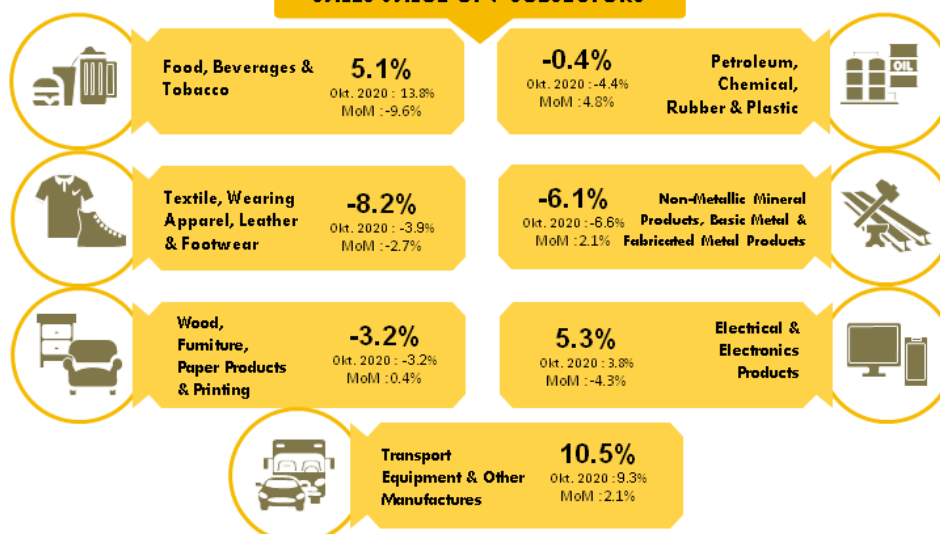 SALES VALUE OF 7 SUBSECTORS
Food, Beverages &
Tobacco
5.1%
Okt. 2020 : 13.8%
MoM :-9.6%
-0.4%
Okt. 2020 :-4.4%
MoM :4.8%
Petroleum,
Chemical,
Rubber & Plastic
OIL
Textile, Wearing
Apparel, Leather
& Footwear
-8.2%
Okt. 2020 : -3.9%
MoM :-2.7%
-6.1%
Okt. 2020 :-6.6%
MoM :2.1%
Non-Metallic Mineral
Products, Basic Metal &
Fabricated Metal Products
Wood,
Furniture,
Paper Products
& Printing
-3.2%
Okt. 2020 : -3.2%
MoM :0.4%
5.3%
Okt. 2020 : 3.8%
MoM :-4.3%
Electrical &
Electronics
Products
Transport
Equipment & Other
Manufactures
10.5%
Okt. 2020 :9.3%
MoM :2.1%